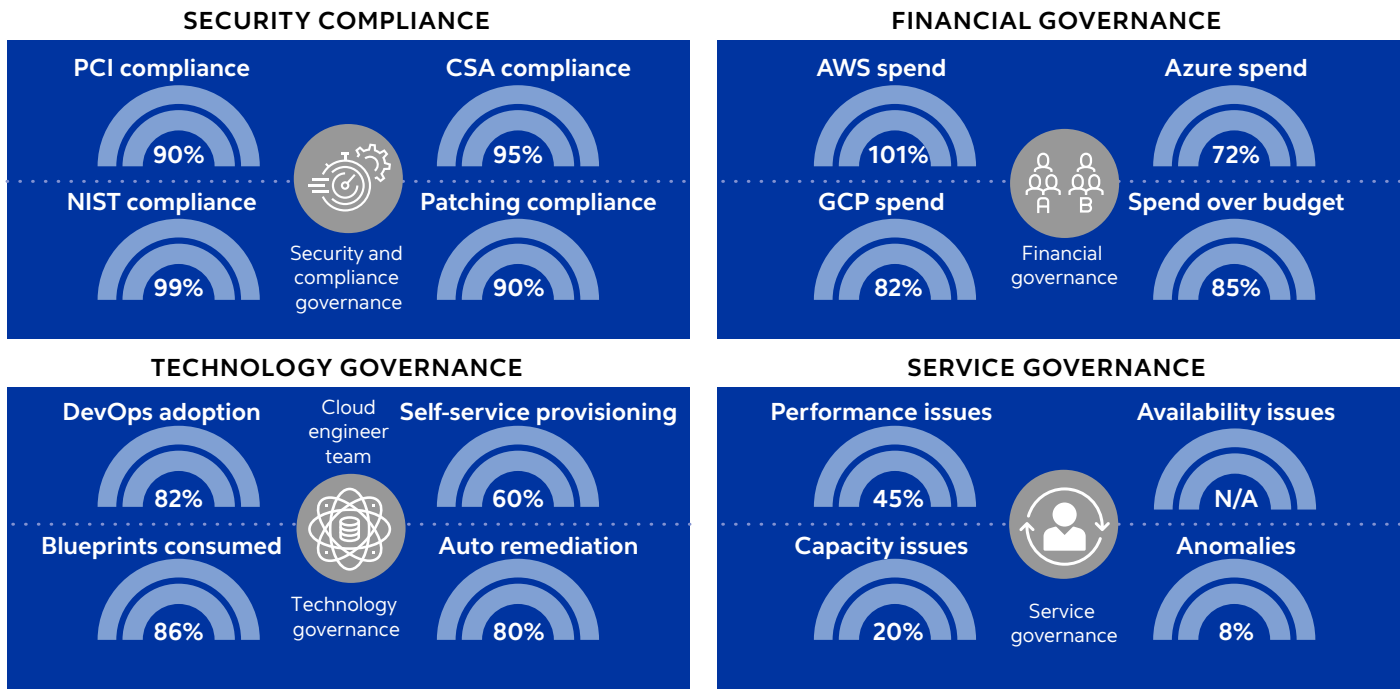 SECURITY COMPLIANCE
PCI compliance
90%
CSA compliance
95%
NIST compliance
99%
Patching compliance
90%
Security and
compliance
governance
FINANCIAL GOVERNANCE
AWS spend
101%
Azure spend
72%
GCP spend
82%
Spend over budget
85%
A B
Financial
governance
TECHNOLOGY GOVERNANCE
DevOps adoption
82%
Cloud
engineer
team
Self-service provisioning
60%
Blueprints consumed
86%
Auto remediation
80%
Technology
governance
SERVICE GOVERNANCE
Performance issues
45%
Availability issues
N/A
Capacity issues
20%
Anomalies
8%
Service
governance